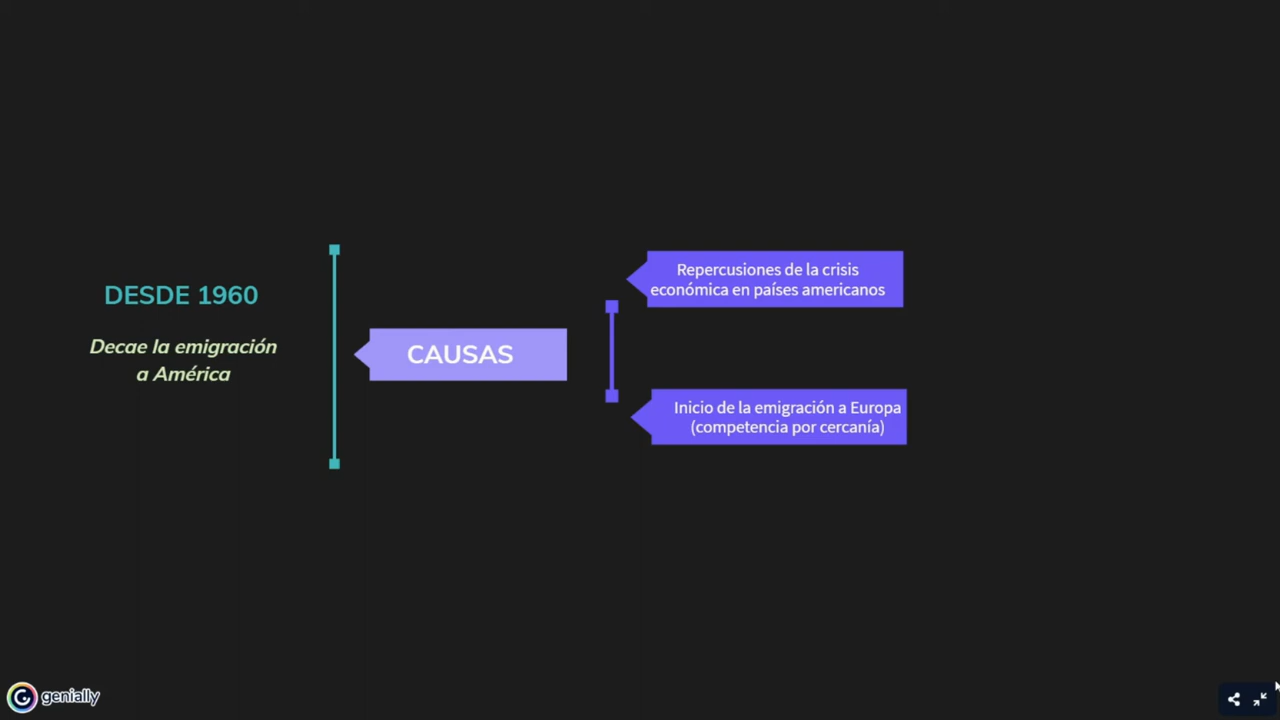 DESDE 1960
Decae la emigración
a América
CAUSAS
Repercusiones de la crisis
económica en países americanos
Inicio de la emigración a Europa
(competencia por cercanía)
genially